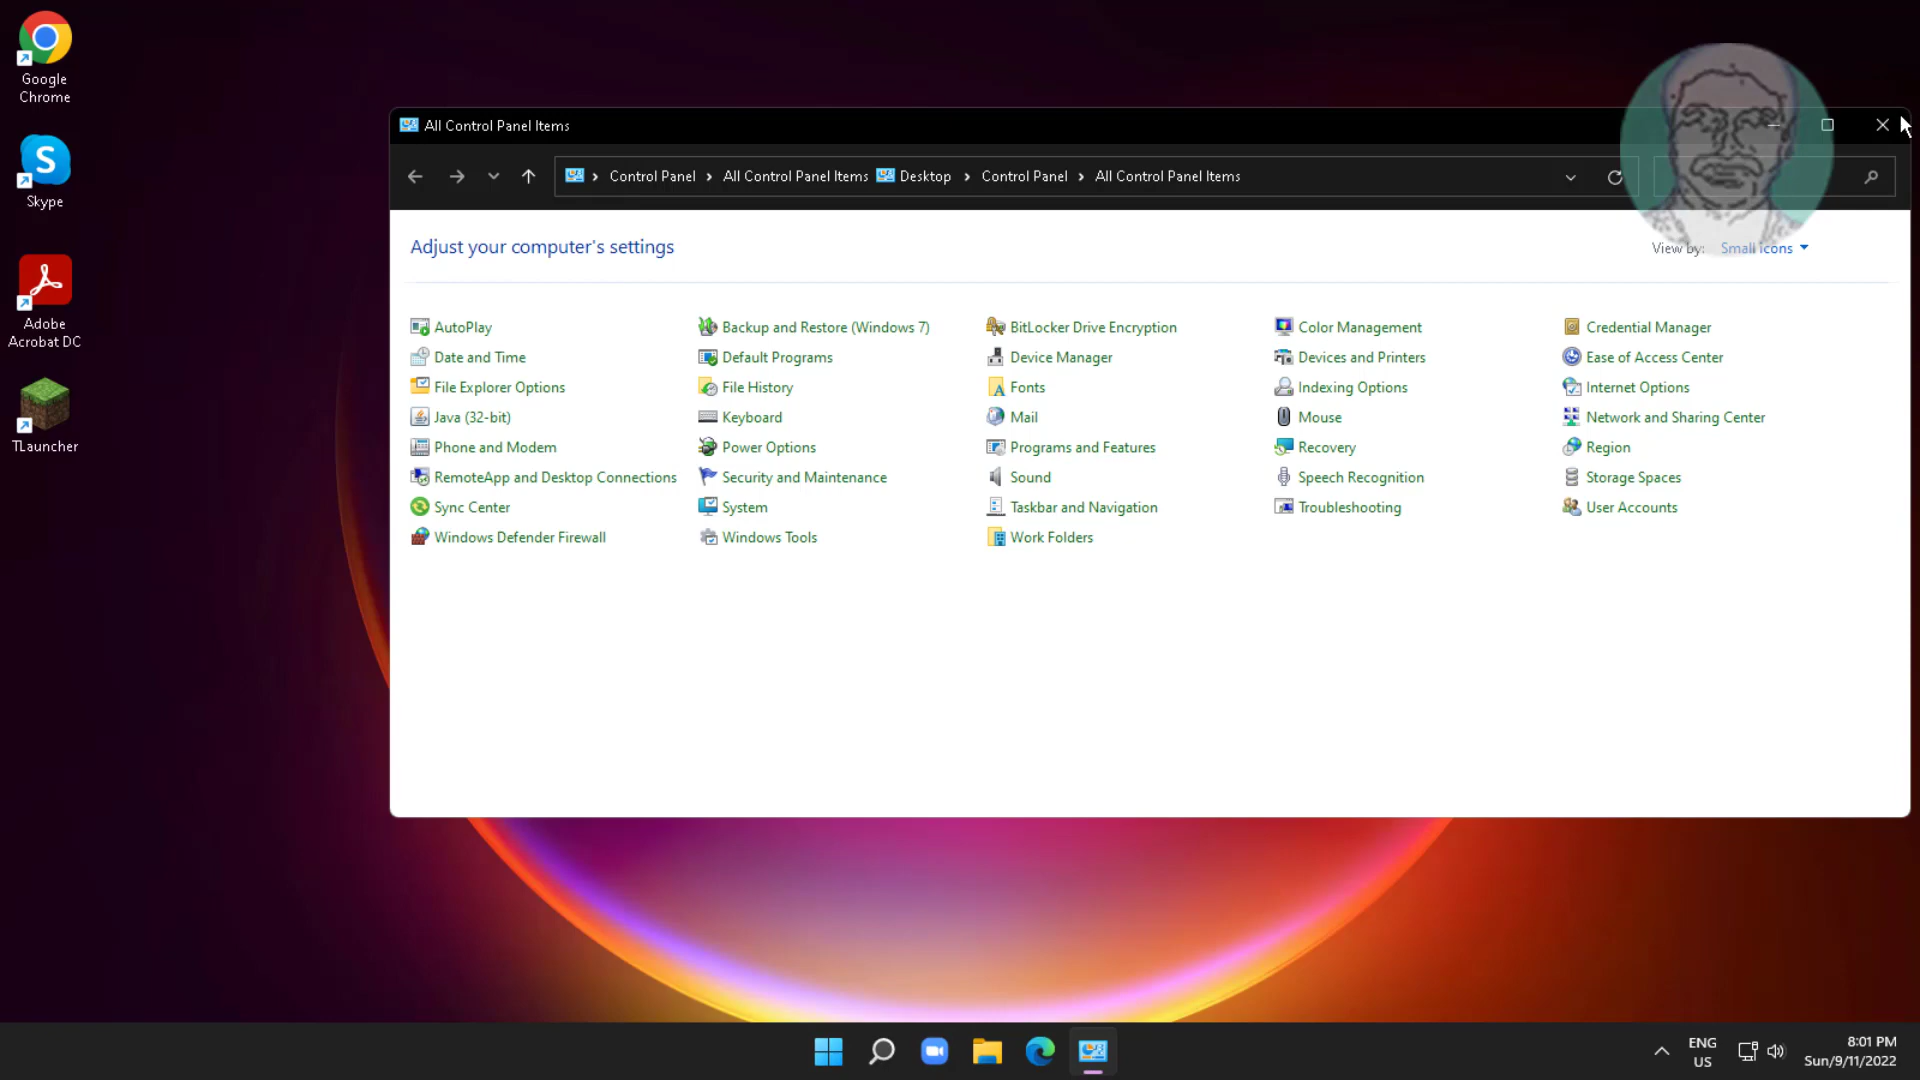 Google
Chrome
Skype
Adobe
Acrobat DC
TLauncher
All Control Panel Items
Control Panel All Control Panel Items Desktop Control Panel All Control Panel Items
Adjust your computer's settings
View by: Small icons
AutoPlay Backup and Restore (Windows 7) BitLocker Drive Encryption Color Management Credential Manager
Date and Time Default Programs Device Manager Devices and Printers Ease of Access Center
File Explorer Options File History Fonts Indexing Options Internet Options
Java (32-bit) Keyboard Mail Mouse Network and Sharing Center
Phone and Modem Power Options Programs and Features Recovery Region
RemoteApp and Desktop Connections Security and Maintenance Sound Speech Recognition Storage Spaces
Sync Center System Taskbar and Navigation Troubleshooting User Accounts
Windows Defender Firewall Windows Tools Work Folders
ENG
US
8:01 PM
Sun/9/11/2022